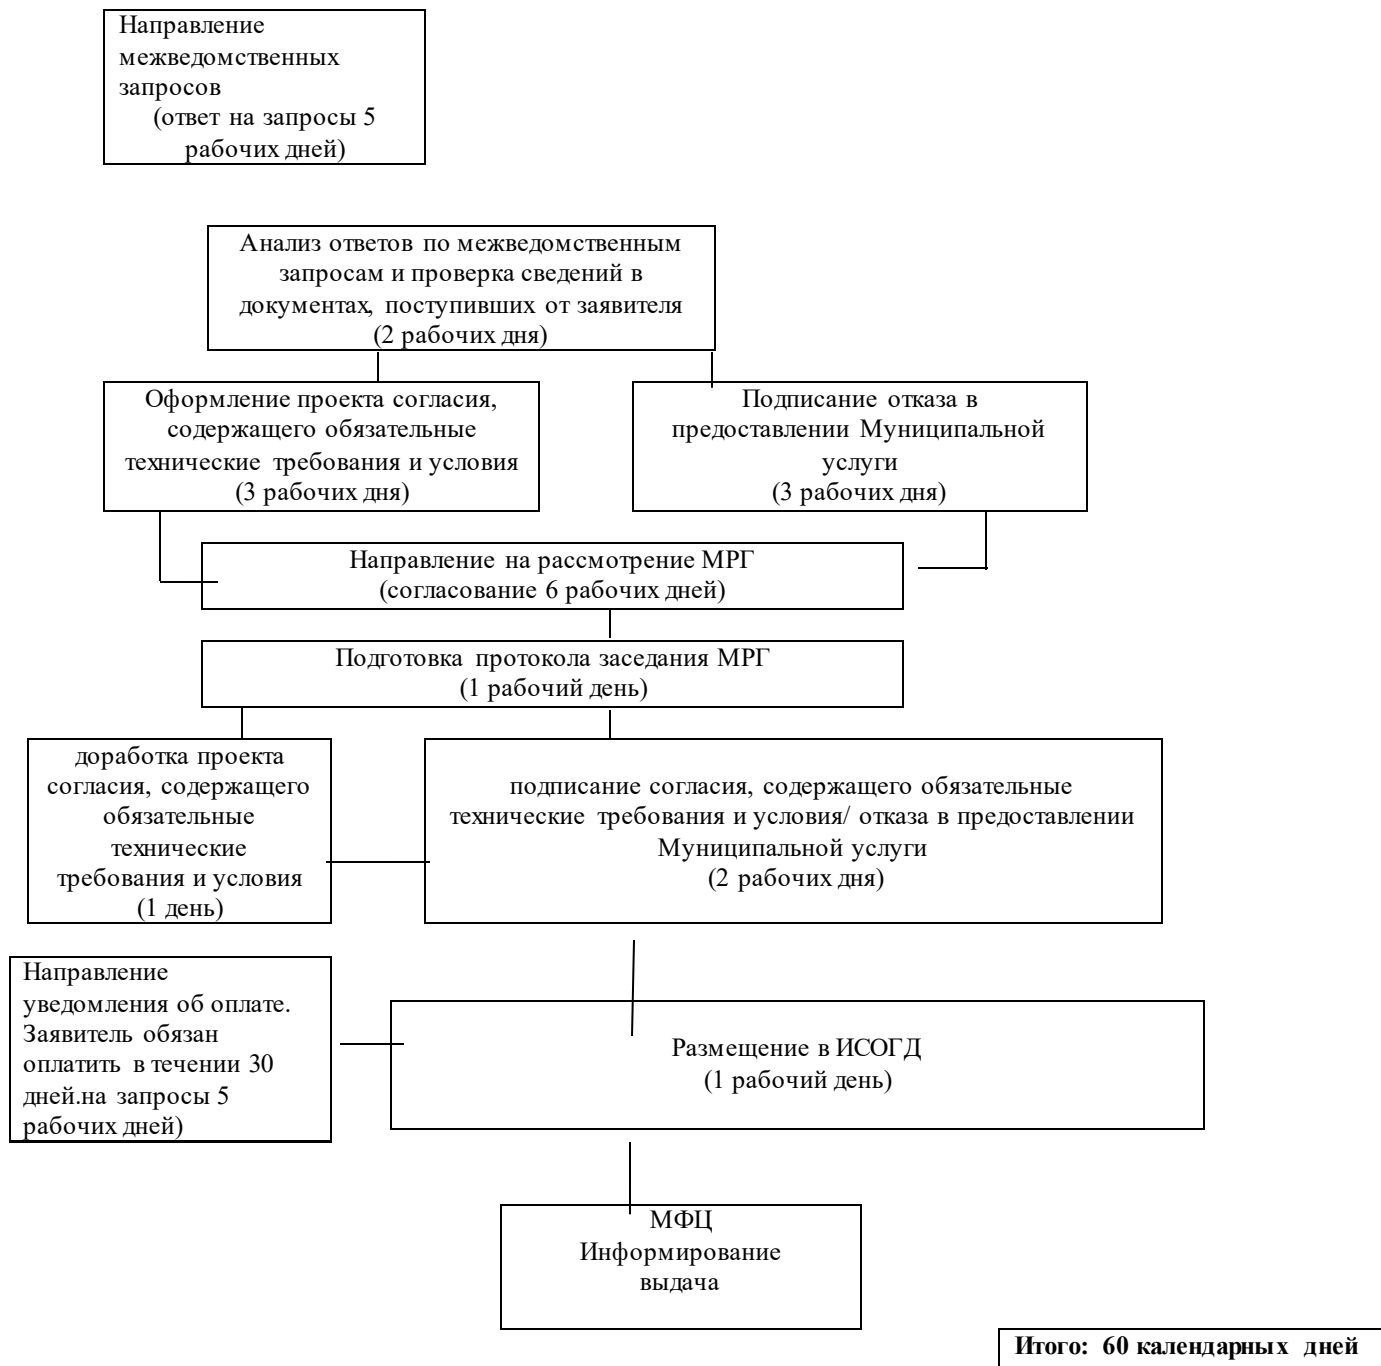 Направление
межведомственных
запросов
(ответ на запросы 5
рабочих дней)
Анализ ответов по межведомственным
запросам и проверка сведений в
документах, поступивших от заявителя
(2 рабочих дня)
Оформление проекта согласия,
содержащего обязательные
технические требования и условия
(3 рабочих дня)
Подписание отказа в
предоставлении Муниципальной
услуги
(3 рабочих дня)
Направление на рассмотрение МРГ
(согласование 6 рабочих дней)
Подготовка протокола заседания МРГ
(1 рабочий день)
доработка проекта
согласия, содержащего
обязательные
технические
требования и условия
(1 день)
подписание согласия, содержащего обязательные
технические требования и условия/ отказа в предоставлении
Муниципальной услуги
(2 рабочих дня)
Направление
уведомления об оплате.
Заявитель обязан
оплатить в течении 30
дней.на запросы 5
рабочих дней)
Размещение в ИСОГД
(1 рабочий день)
МФЦ
Информирование
выдача
Итого: 60 календарных дней